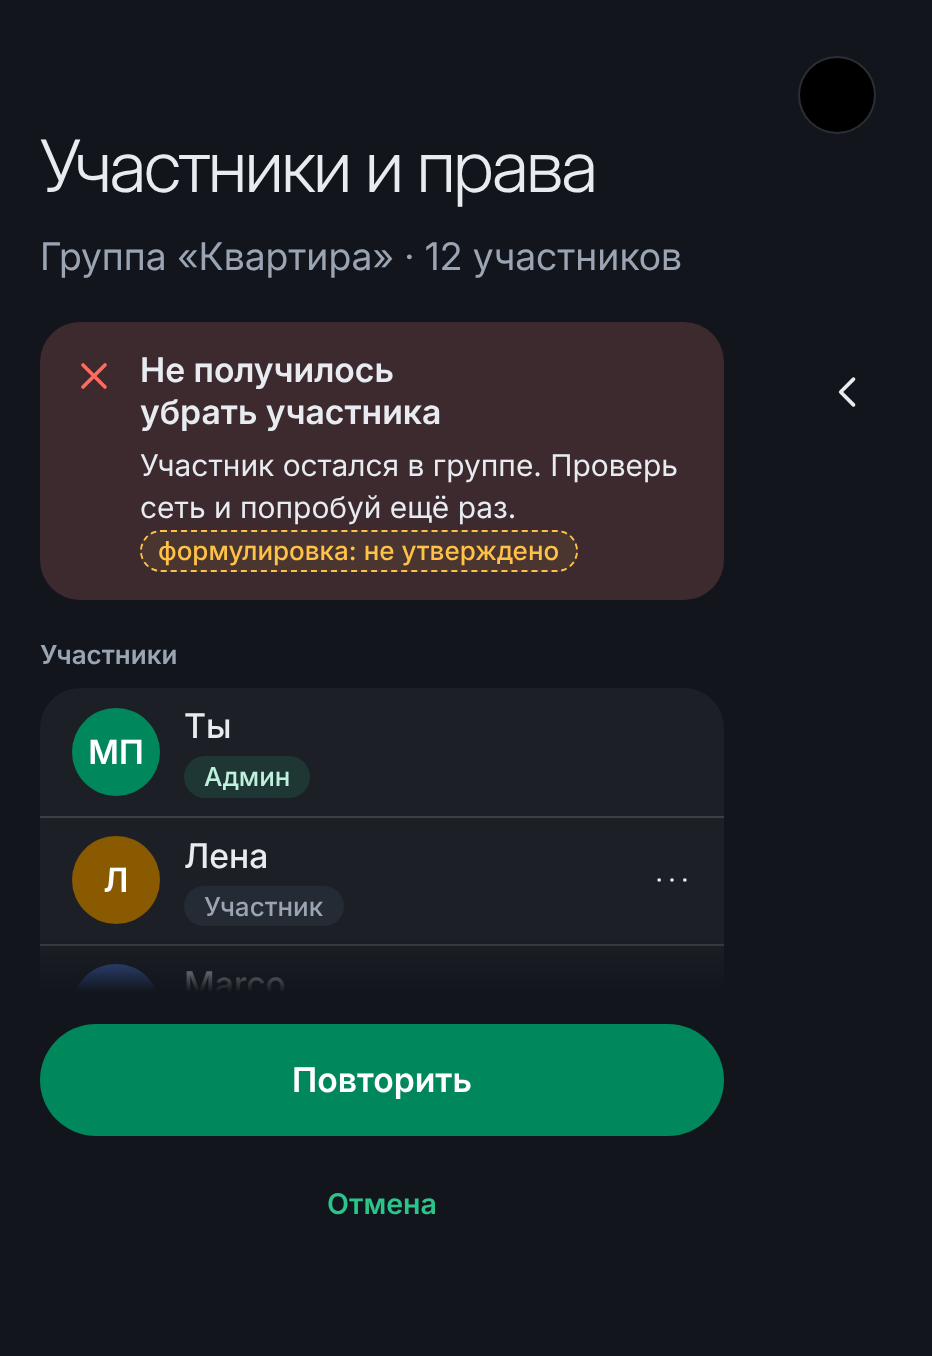 Участники и права
Группа «Квартира» · 12 участников
Не получилось
убрать участника
Участник остался в группе. Проверь
сеть и попробуй ещё раз.
формулировка: не утверждено
Участники
МП
Ты
Админ
Л
Лена
Участник
...
Marco
Повторить
Отмена